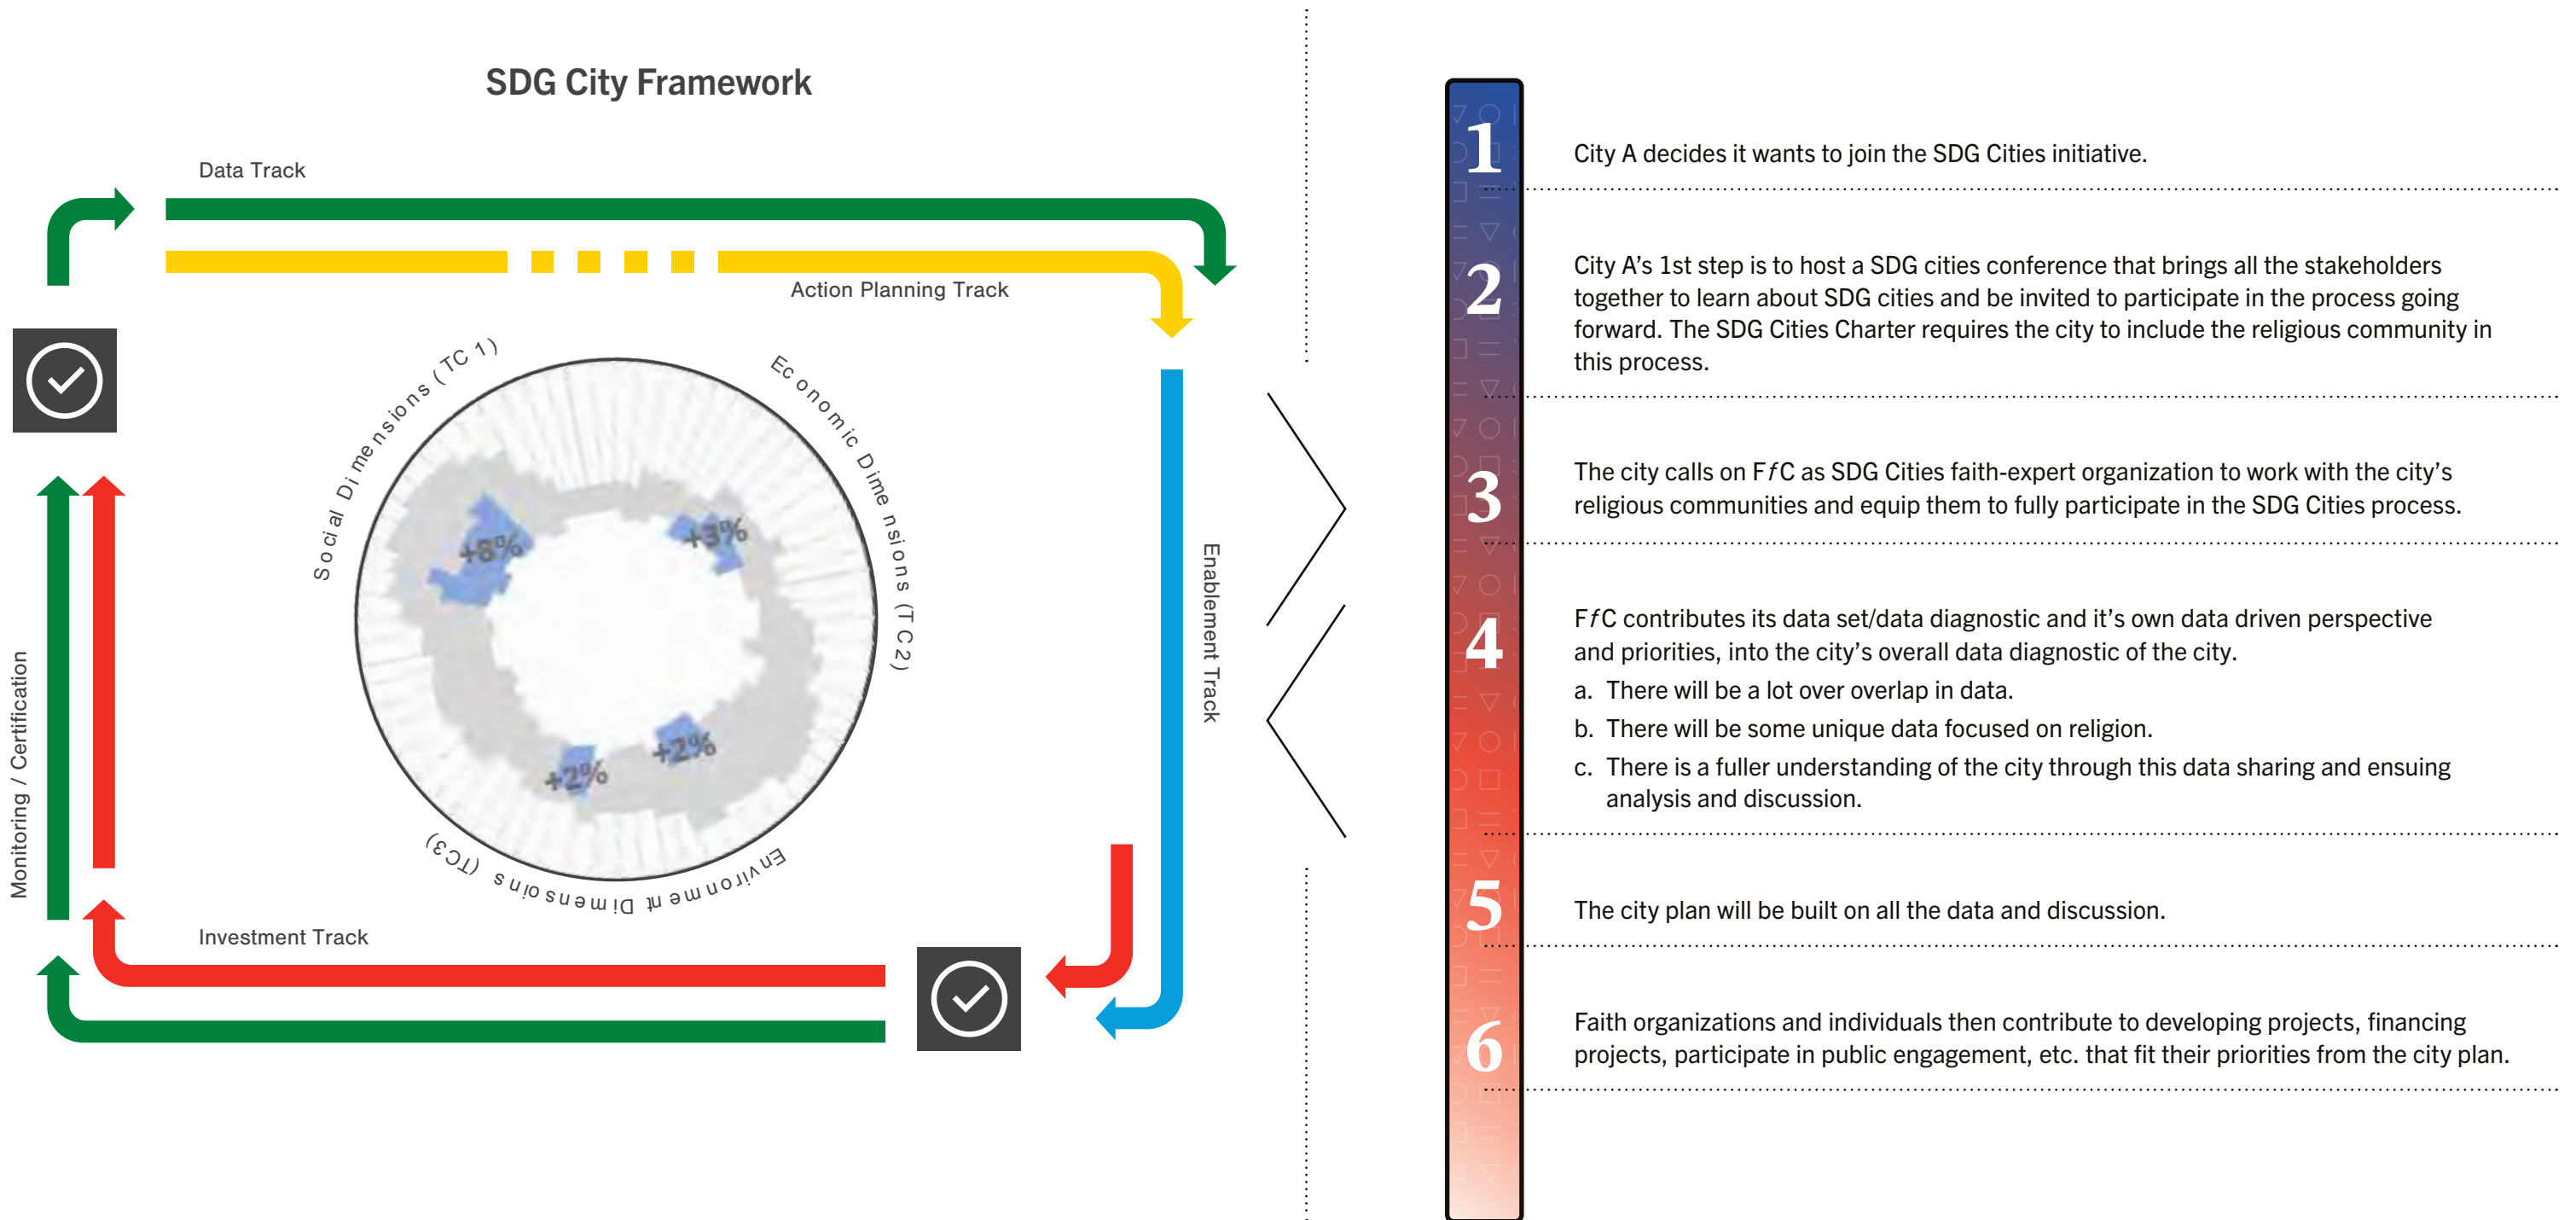 SDG City Framework
Data Track
Action Planning Track
Social Dimensions (TC 1)
Economic Dimensions (TC2)
+8%
+3%
+2%
+2%
Environment Dimensoins (TC3)
Enablement Track
Monitoring / Certification
Investment Track
1
City A decides it wants to join the SDG Cities initiative.
2
City A’s 1st step is to host a SDG cities conference that brings all the stakeholders
together to learn about SDG cities and be invited to participate in the process going
forward. The SDG Cities Charter requires the city to include the religious community in
this process.
3
The city calls on FfC as SDG Cities faith-expert organization to work with the city’s
religious communities and equip them to fully participate in the SDG Cities process.
4
FfC contributes its data set/data diagnostic and it’s own data driven perspective
and priorities, into the city’s overall data diagnostic of the city.
a. There will be a lot over overlap in data.
b. There will be some unique data focused on religion.
c. There is a fuller understanding of the city through this data sharing and ensuing
analysis and discussion.
5
The city plan will be built on all the data and discussion.
6
Faith organizations and individuals then contribute to developing projects, financing
projects, participate in public engagement, etc. that fit their priorities from the city plan.